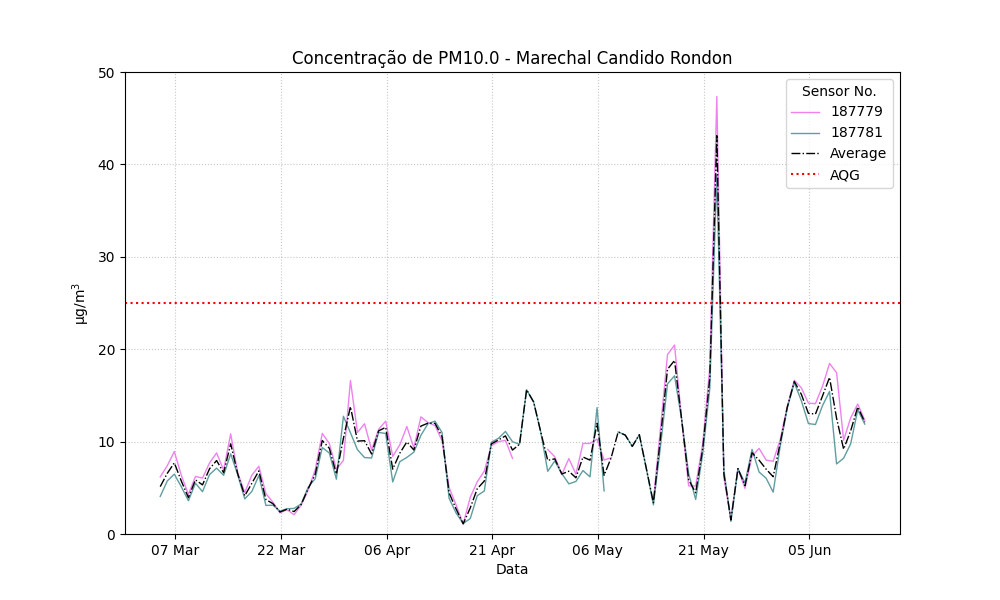 Concentração de PM10.0 - Marechal Candido Rondon
50
40
30
20
10
0
µg/m³
Sensor No.
187779
187781
Average
AQG
07 Mar
22 Mar
06 Apr
21 Apr
06 May
21 May
05 Jun
Data